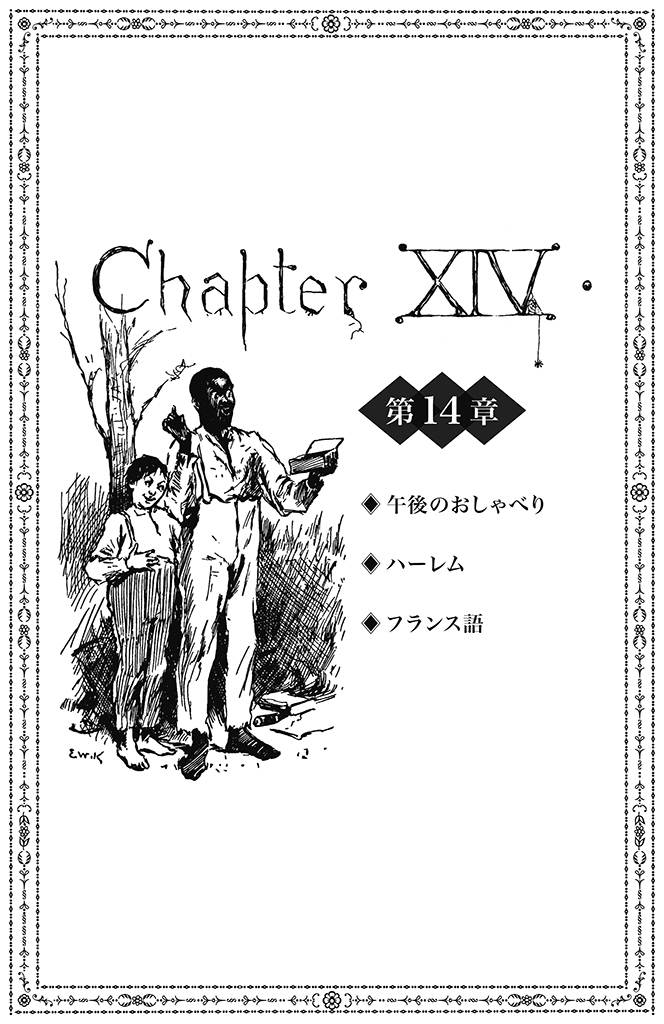 Chapter XIV.
第14章
◈ 午後のおしゃべり
◈ ハーレム
◈ フランス語
E.W.K